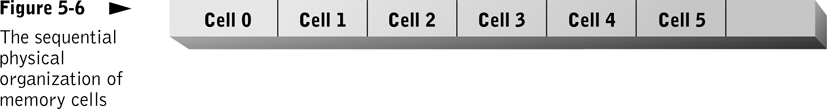 Figure 5-6
The sequential
physical
organization of
memory cells
Cell 0 Cell 1 Cell 2 Cell 3 Cell 4 Cell 5